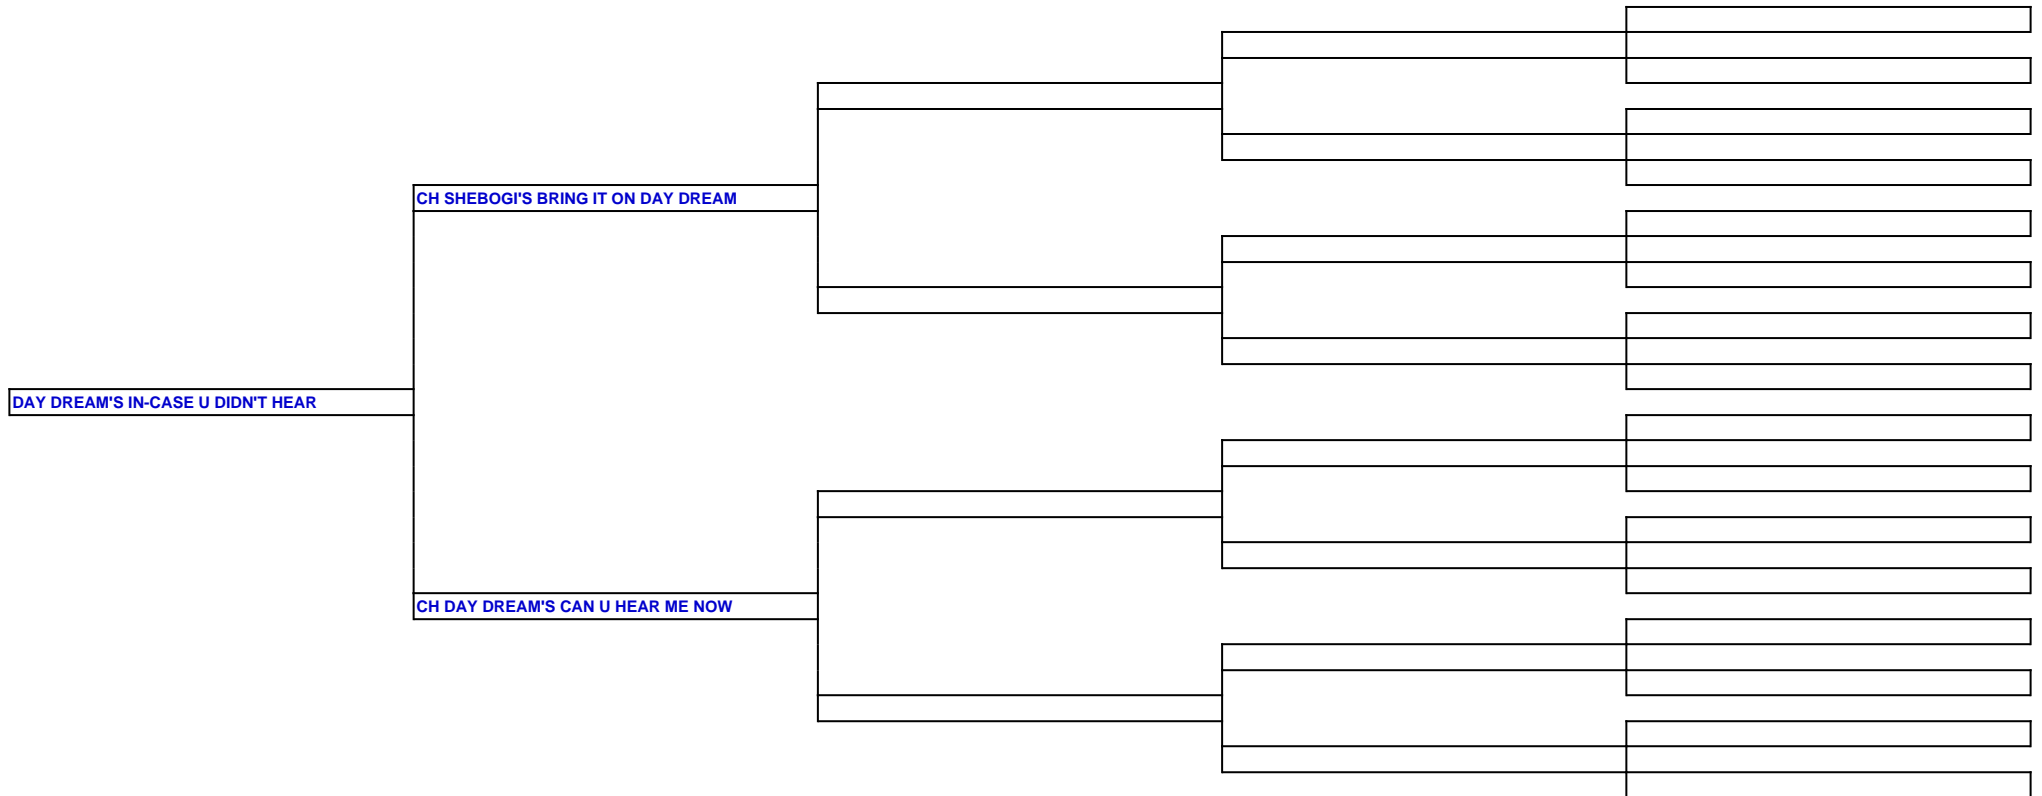 CH SHEBOGI'S BRING IT ON DAY DREAM
DAY DREAM'S IN-CASE U DIDN'T HEAR
CH DAY DREAM'S CAN U HEAR ME NOW